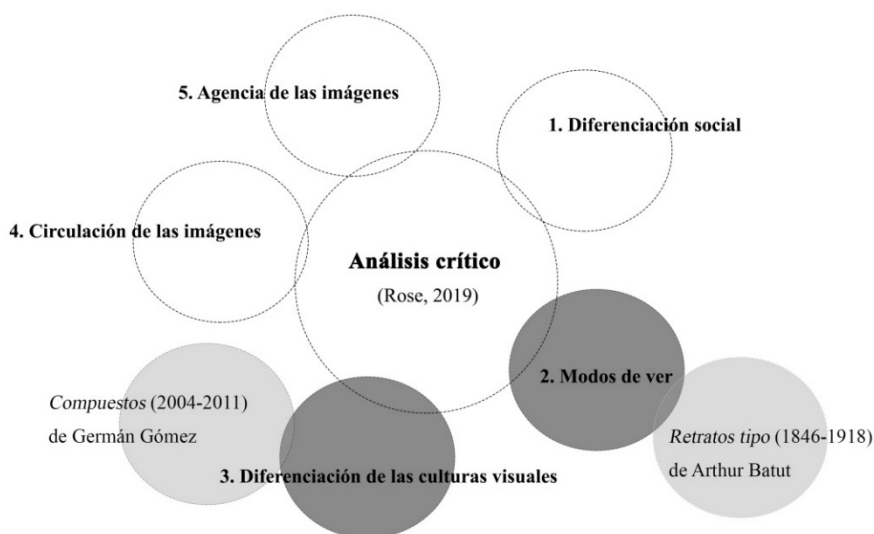 5. Agencia de las imágenes
1. Diferenciación social
4. Circulación de las imágenes
Análisis crítico
(Rose, 2019)
2. Modos de ver
Compuestos (2004-2011)
de Germán Gómez
Retratos tipo (1846-1918)
de Arthur Batut
3. Diferenciación de las culturas visuales